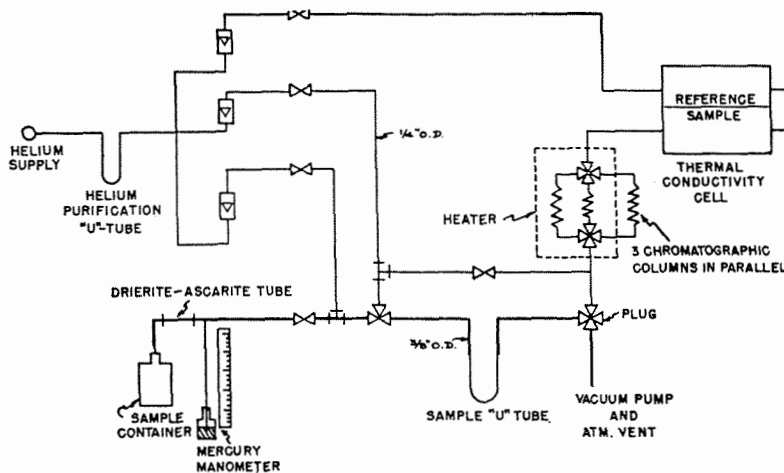 REFERENCE
SAMPLE
THERMAL
CONDUCTIVITY
CELL
1/4" O.D.
HELIUM
SUPPLY
HELIUM
PURIFICATION
"U"-TUBE
HEATER
3 CHROMATOGRAPHIC
COLUMNS IN PARALLEL
DRIERITE-ASCARITE TUBE
PLUG
3/8" O.D.
SAMPLE
CONTAINER
MERCURY
MANOMETER
SAMPLE "U" TUBE
VACUUM PUMP
AND
ATM. VENT